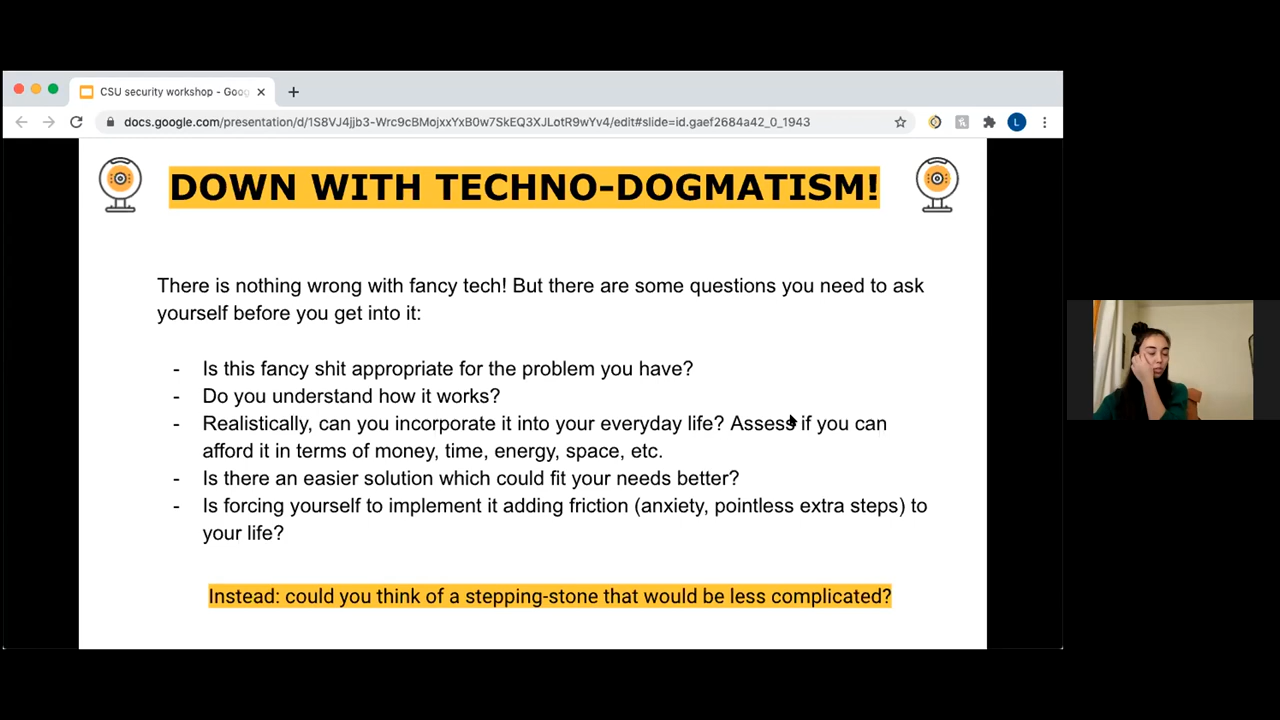 CSU security workshop - Goog
docs.google.com/presentation/d/1S8VJ4jjb3-Wrc9cBMojxxYxB0w7SkEQ3XJLotR9wYv4/edit#slide=id.gaef2684a42_0_1943
L
DOWN WITH TECHNO-DOGMATISM!
There is nothing wrong with fancy tech! But there are some questions you need to ask
yourself before you get into it:
- Is this fancy shit appropriate for the problem you have?
- Do you understand how it works?
- Realistically, can you incorporate it into your everyday life? Assess if you can
afford it in terms of money, time, energy, space, etc.
- Is there an easier solution which could fit your needs better?
- Is forcing yourself to implement it adding friction (anxiety, pointless extra steps) to
your life?
Instead: could you think of a stepping-stone that would be less complicated?